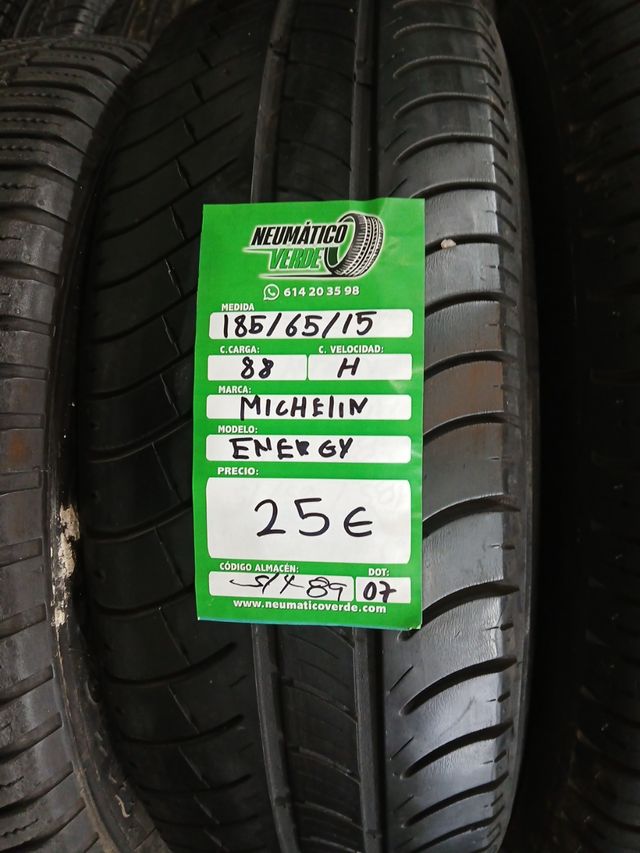 NEUMÁTICO
VERDE
614 20 35 98
MEDIDA
185/65/15
C.CARGA: C. VELOCIDAD:
88 H
MARCA:
MICHELIN
MODELO:
ENERGY
PRECIO:
25€
CÓDIGO ALMACÉN: DOT:
89 07
www.neumaticoverde.com